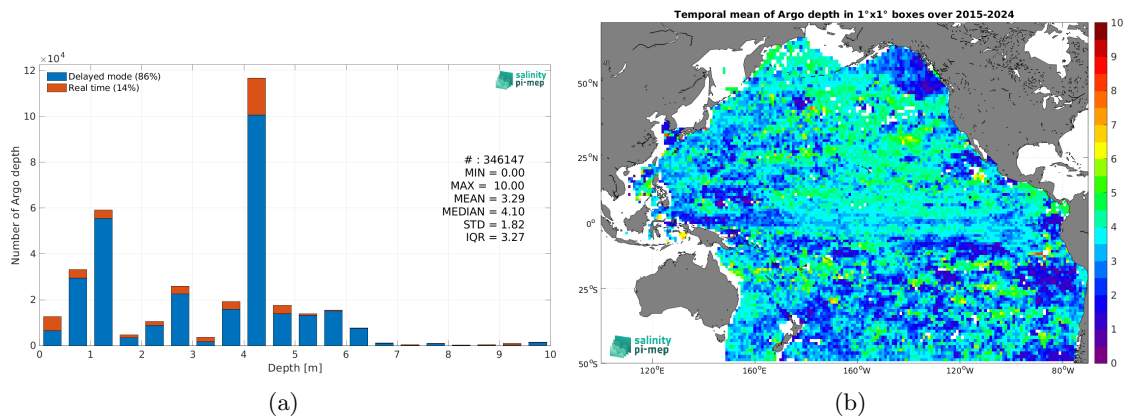 ×10⁴
12
10
8
6
4
2
0
0 1 2 3 4 5 6 7 8 9 10
Number of Argo depth
Depth [m]
Delayed mode (86%)
Real time (14%)
salinity
pi-mep
# : 346147
MIN = 0.00
MAX = 10.00
MEAN = 3.29
MEDIAN = 4.10
STD = 1.82
IQR = 3.27
(a)
Temporal mean of Argo depth in 1°x1° boxes over 2015-2024
50°N
25°N
0°
25°S
50°S
120°E 160°E 160°W 120°W 80°W
salinity
pi-mep
10
9
8
7
6
5
4
3
2
1
0
(b)